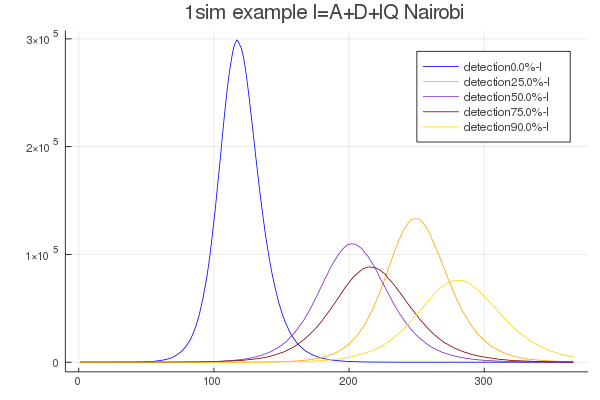 1sim example I=A+D+IQ Nairobi
3×10 5
2×10 5
1×10 5
0
0
100
200
300
detection0.0%-I
detection25.0%-I
detection50.0%-I
detection75.0%-I
detection90.0%-I